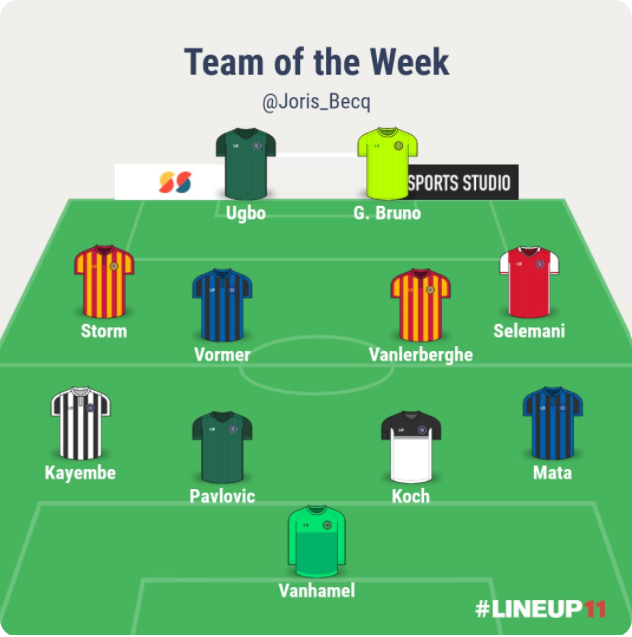 Team of the Week
@Joris_Becq
SPORTS STUDIO
Ugbo
G. Bruno
Storm
Selemani
Vormer
Vanlerberghe
Kayembe
Mata
Pavlovic
Koch
Vanhamel
#LINEUP11